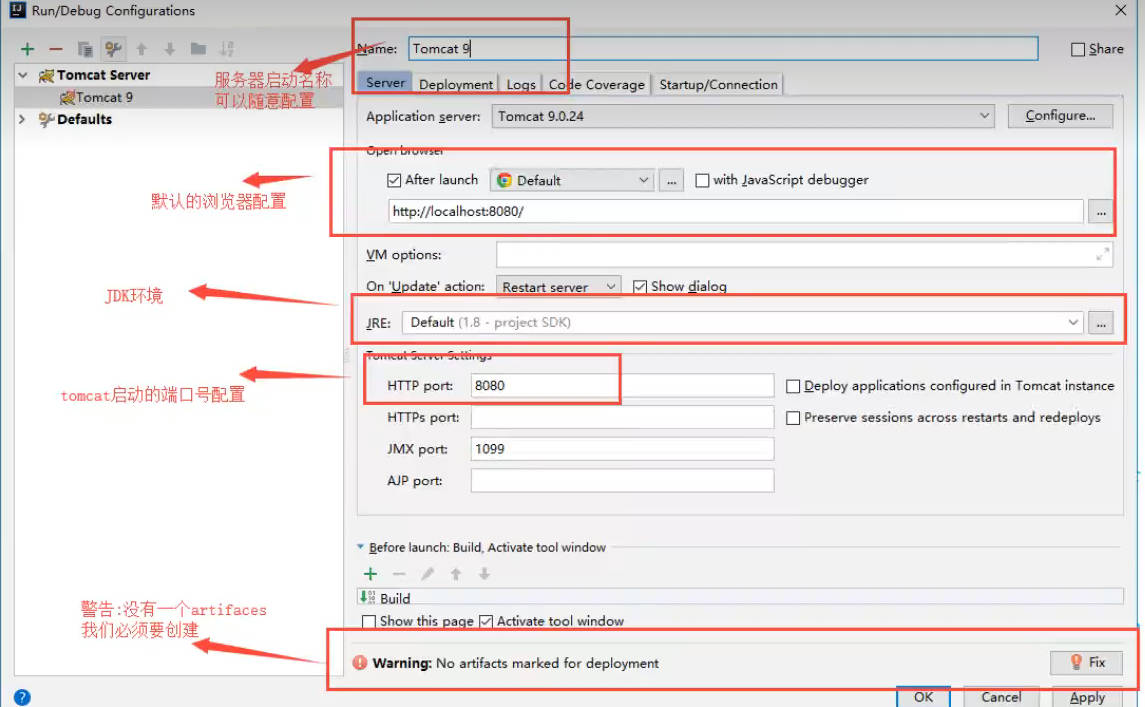 Run/Debug Configurations
Name: Tomcat 9
Share
Tomcat Server
Tomcat 9
Defaults
服务器启动名称
可以随意配置
Server Deployment Logs Code Coverage Startup/Connection
Application server: Tomcat 9.0.24 Configure...
Open browser
After launch Default ... with JavaScript debugger
http://localhost:8080/ ...
默认的浏览器配置
VM options:
On 'Update' action: Restart server Show dialog
JDK环境
JRE: Default (1.8 - project SDK) ...
Tomcat Server Settings
HTTP port: 8080 Deploy applications configured in Tomcat instance
tomcat启动的端口号配置
HTTPs port: Preserve sessions across restarts and redeploys
JMX port: 1099
AJP port:
Before launch: Build, Activate tool window
Build
Show this page Activate tool window
警告:没有一个artifaces
我们必须要创建
Warning: No artifacts marked for deployment Fix
? OK Cancel Apply